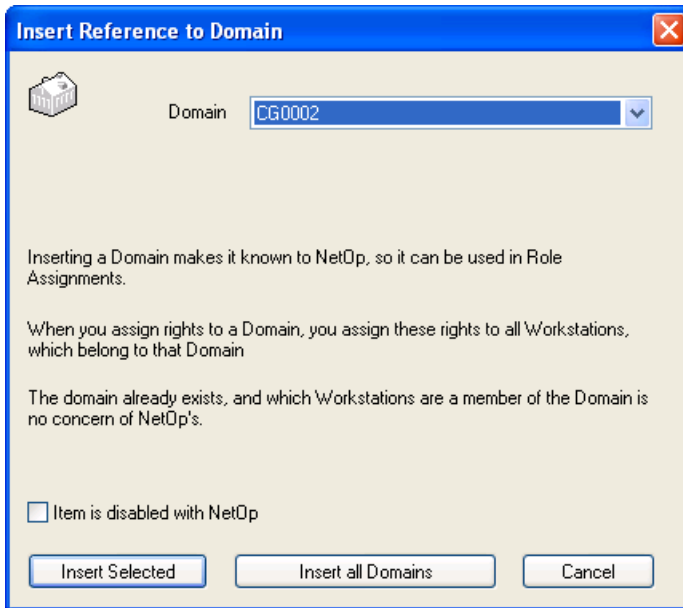 Insert Reference to Domain
Domain
CG0002
Inserting a Domain makes it known to NetOp, so it can be used in Role
Assignments.
When you assign rights to a Domain, you assign these rights to all Workstations,
which belong to that Domain
The domain already exists, and which Workstations are a member of the Domain is
no concern of NetOp's.
Item is disabled with NetOp
Insert Selected
Insert all Domains
Cancel